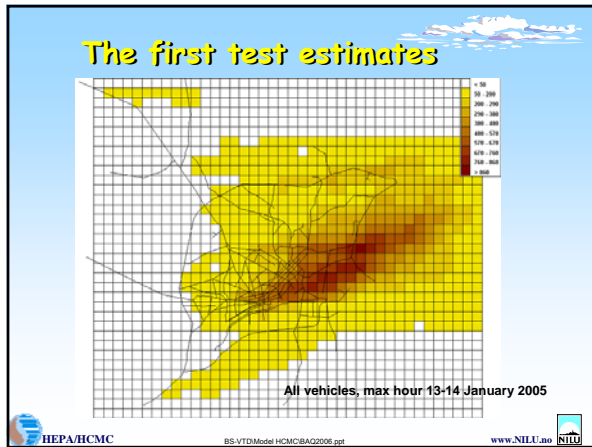 The first test estimates
< 50
50 - 200
200 - 290
290 - 380
380 - 480
480 - 570
570 - 670
670 - 760
760 - 860
> 860
All vehicles, max hour 13-14 January 2005
HEPA/HCMC
BS-VTD\Model HCMC\BAQ2006.ppt
www.NILU.no
NILU